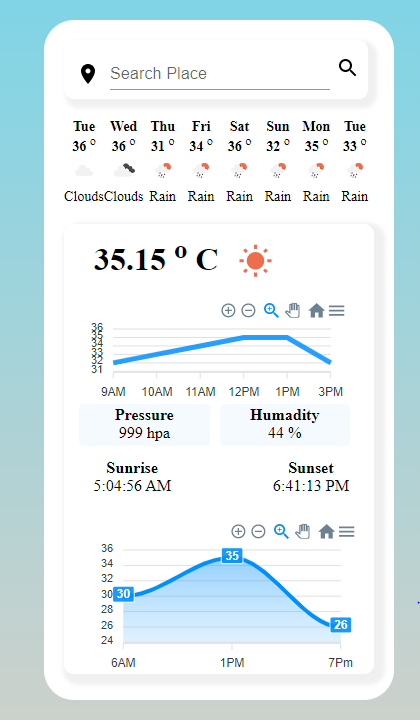 Search Place
Tue Wed Thu Fri Sat Sun Mon Tue
36 o 36 o 31 o 34 o 36 o 32 o 35 o 33 o
Clouds Clouds Rain Rain Rain Rain Rain Rain
35.15 o C
36
35
34
33
32
31
9AM 10AM 11AM 12PM 1PM 3PM
Pressure Humadity
999 hpa 44 %
Sunrise Sunset
5:04:56 AM 6:41:13 PM
36
34
32
30
28
26
24
30 35 26
6AM 1PM 7Pm